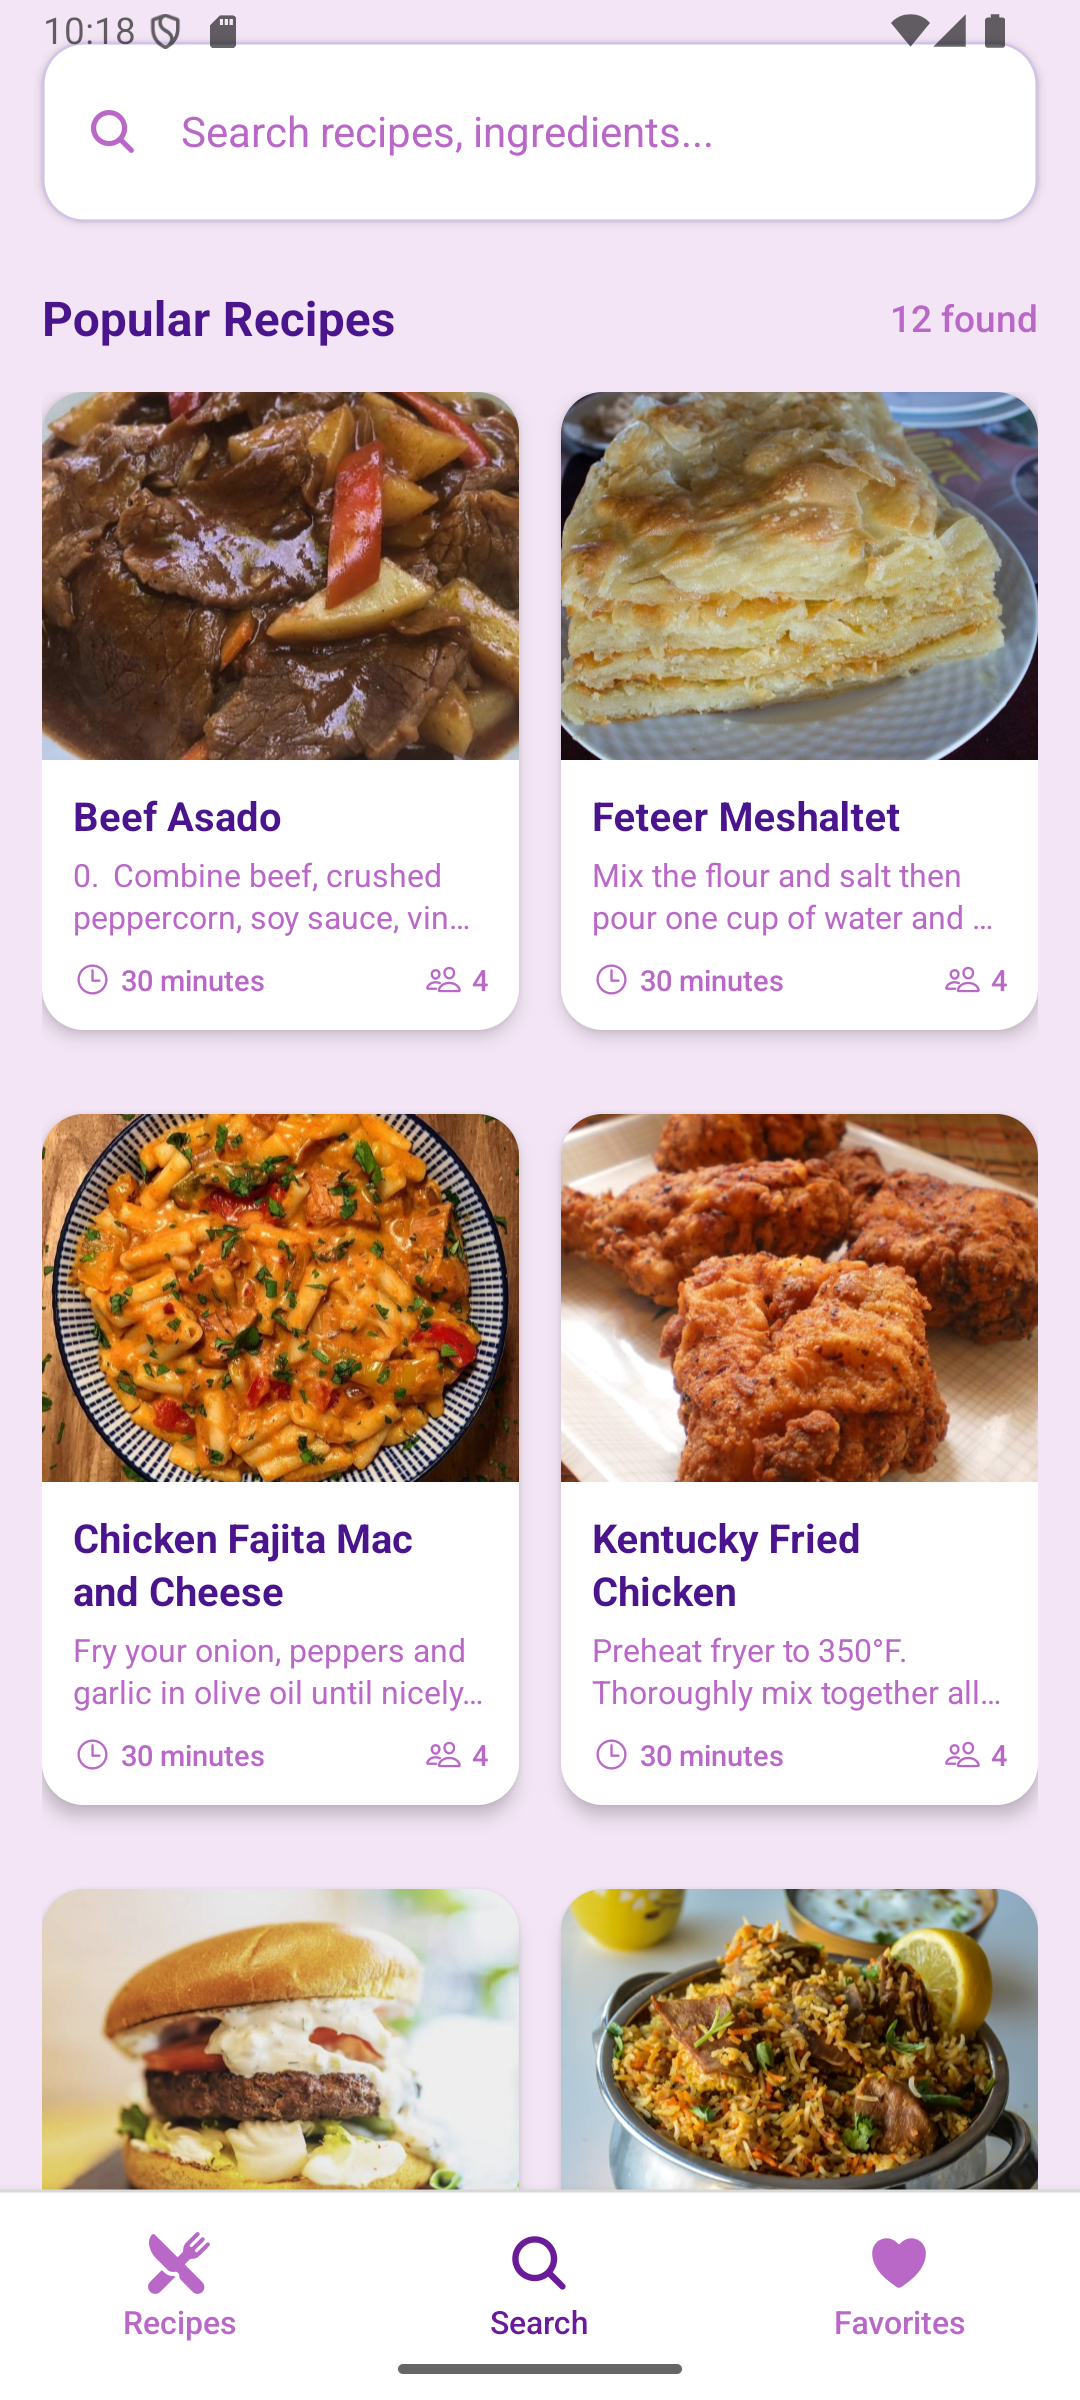 10:18
Search recipes, ingredients...
Popular Recipes
12 found
Beef Asado
0. Combine beef, crushed
peppercorn, soy sauce, vin...
30 minutes
4
Feteer Meshaltet
Mix the flour and salt then
pour one cup of water and ...
30 minutes
4
Chicken Fajita Mac
and Cheese
Fry your onion, peppers and
garlic in olive oil until nicely...
30 minutes
4
Kentucky Fried
Chicken
Preheat fryer to 350°F.
Thoroughly mix together all...
30 minutes
4
Recipes
Search
Favorites